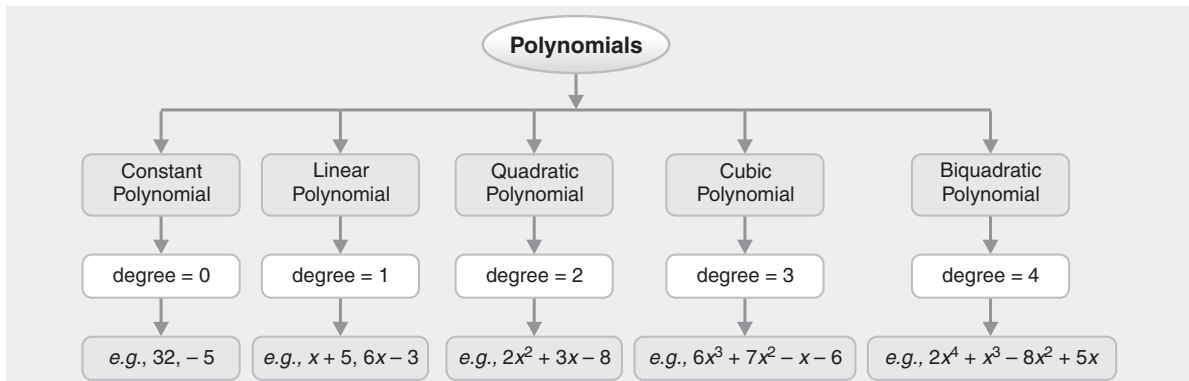 Polynomials
Constant
Polynomial
Linear
Polynomial
Quadratic
Polynomial
Cubic
Polynomial
Biquadratic
Polynomial
degree = 0
degree = 1
degree = 2
degree = 3
degree = 4
e.g., 32, – 5
e.g., x + 5, 6x – 3
e.g., 2x² + 3x – 8
e.g., 6x³ + 7x² – x – 6
e.g., 2x⁴ + x³ – 8x² + 5x